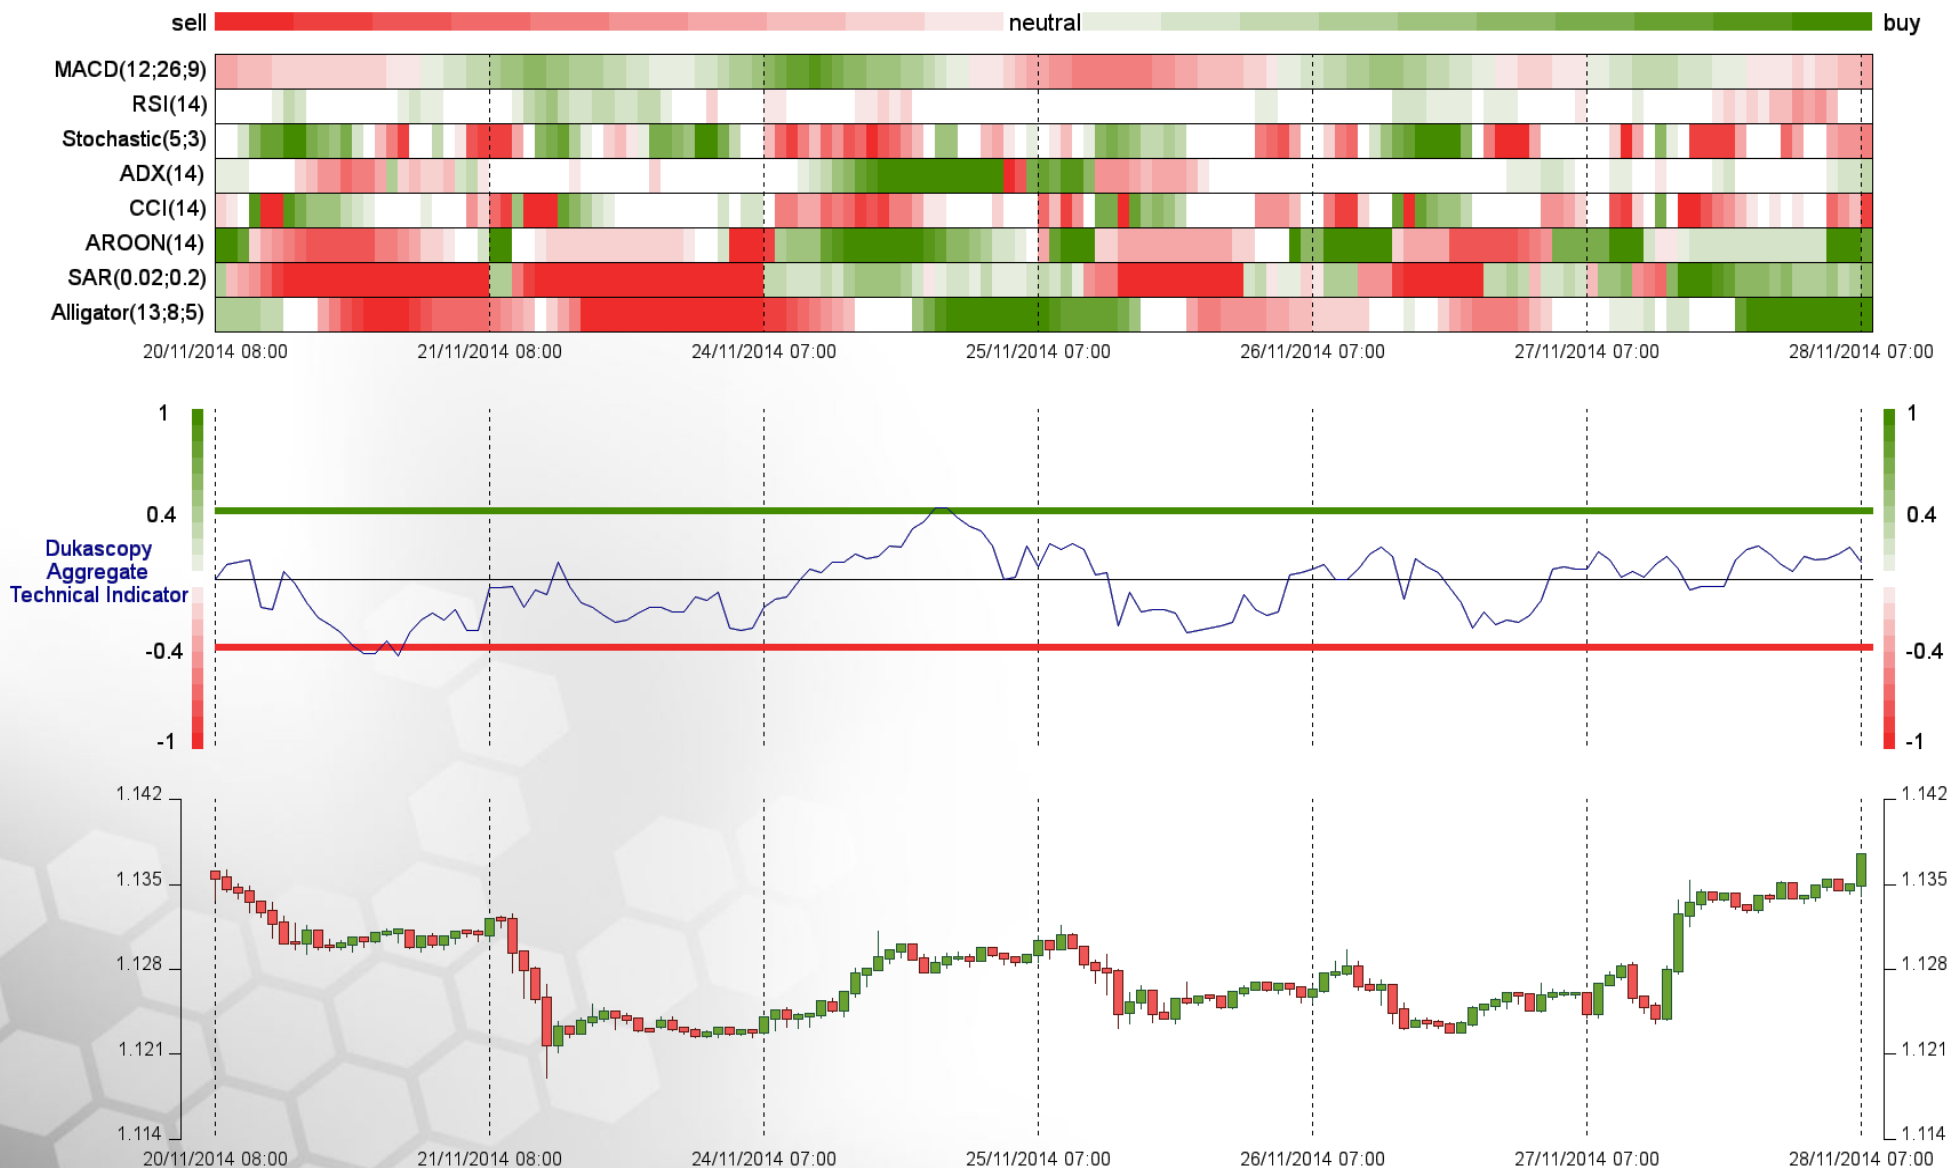 sell neutral buy
MACD(12;26;9)
RSI(14)
Stochastic(5;3)
ADX(14)
CCI(14)
AROON(14)
SAR(0.02;0.2)
Alligator(13;8;5)
20/11/2014 08:00 21/11/2014 08:00 24/11/2014 07:00 25/11/2014 07:00 26/11/2014 07:00 27/11/2014 07:00 28/11/2014 07:00
1 1
0.4 0.4
Dukascopy
Aggregate
Technical Indicator
-0.4 -0.4
-1 -1
1.142 1.142
1.135 1.135
1.128 1.128
1.121 1.121
1.114 1.114
20/11/2014 08:00 21/11/2014 08:00 24/11/2014 07:00 25/11/2014 07:00 26/11/2014 07:00 27/11/2014 07:00 28/11/2014 07:00